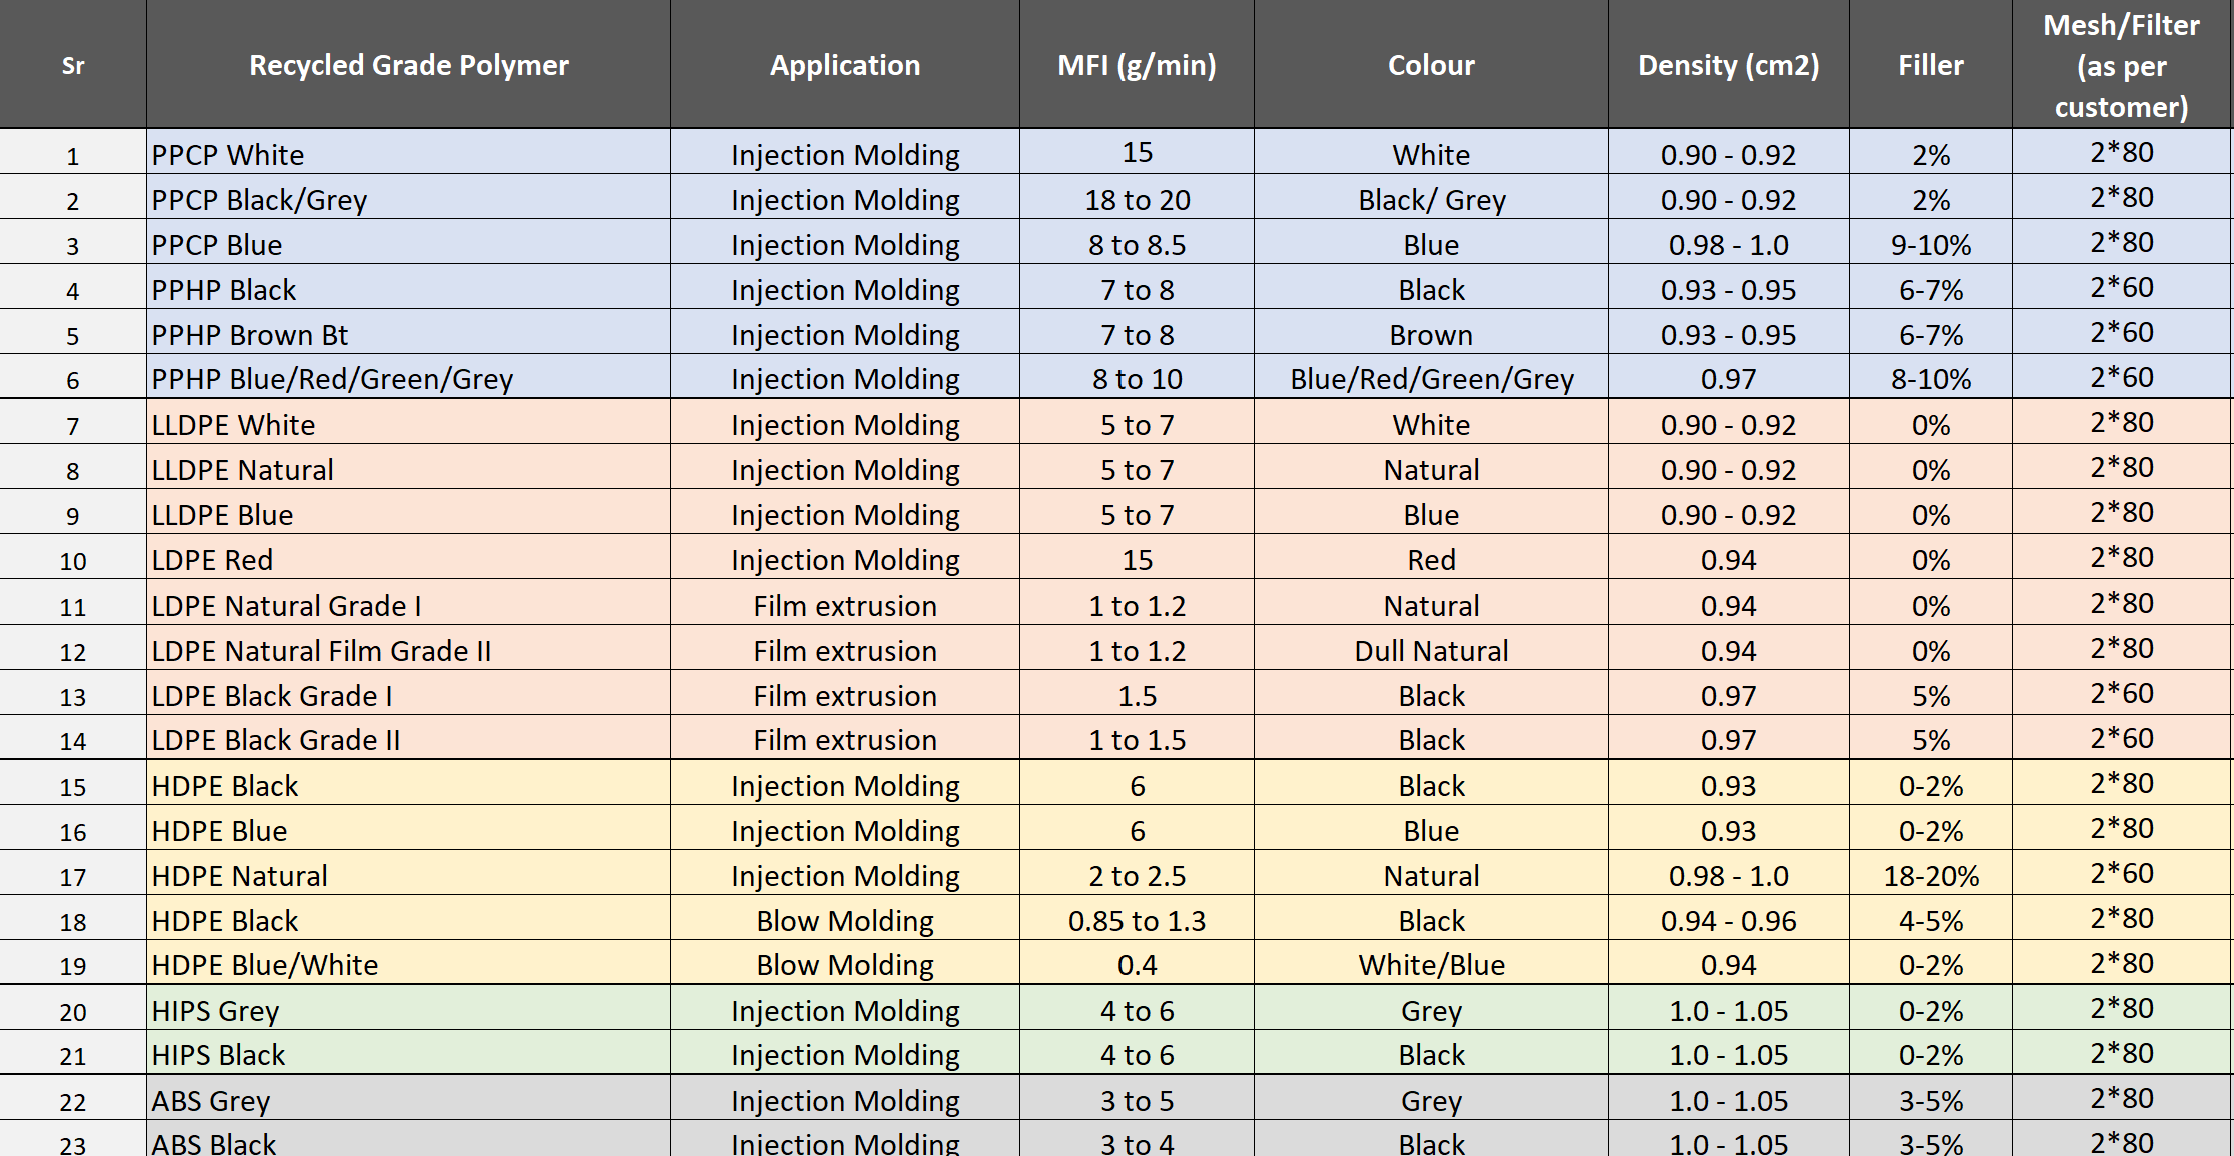 Sr Recycled Grade Polymer Application MFI (g/min) Colour Density (cm2) Filler Mesh/Filter (as per customer)
1 PPCP White Injection Molding 15 White 0.90 - 0.92 2% 2*80
2 PPCP Black/Grey Injection Molding 18 to 20 Black/ Grey 0.90 - 0.92 2% 2*80
3 PPCP Blue Injection Molding 8 to 8.5 Blue 0.98 - 1.0 9-10% 2*80
4 PPHP Black Injection Molding 7 to 8 Black 0.93 - 0.95 6-7% 2*60
5 PPHP Brown Bt Injection Molding 7 to 8 Brown 0.93 - 0.95 6-7% 2*60
6 PPHP Blue/Red/Green/Grey Injection Molding 8 to 10 Blue/Red/Green/Grey 0.97 8-10% 2*60
7 LLDPE White Injection Molding 5 to 7 White 0.90 - 0.92 0% 2*80
8 LLDPE Natural Injection Molding 5 to 7 Natural 0.90 - 0.92 0% 2*80
9 LLDPE Blue Injection Molding 5 to 7 Blue 0.90 - 0.92 0% 2*80
10 LDPE Red Injection Molding 15 Red 0.94 0% 2*80
11 LDPE Natural Grade I Film extrusion 1 to 1.2 Natural 0.94 0% 2*80
12 LDPE Natural Film Grade II Film extrusion 1 to 1.2 Dull Natural 0.94 0% 2*80
13 LDPE Black Grade I Film extrusion 1.5 Black 0.97 5% 2*60
14 LDPE Black Grade II Film extrusion 1 to 1.5 Black 0.97 5% 2*60
15 HDPE Black Injection Molding 6 Black 0.93 0-2% 2*80
16 HDPE Blue Injection Molding 6 Blue 0.93 0-2% 2*80
17 HDPE Natural Injection Molding 2 to 2.5 Natural 0.98 - 1.0 18-20% 2*60
18 HDPE Black Blow Molding 0.85 to 1.3 Black 0.94 - 0.96 4-5% 2*80
19 HDPE Blue/White Blow Molding 0.4 White/Blue 0.94 0-2% 2*80
20 HIPS Grey Injection Molding 4 to 6 Grey 1.0 - 1.05 0-2% 2*80
21 HIPS Black Injection Molding 4 to 6 Black 1.0 - 1.05 0-2% 2*80
22 ABS Grey Injection Molding 3 to 5 Grey 1.0 - 1.05 3-5% 2*80
23 ABS Black Injection Molding 3 to 4 Black 1.0 - 1.05 3-5% 2*80